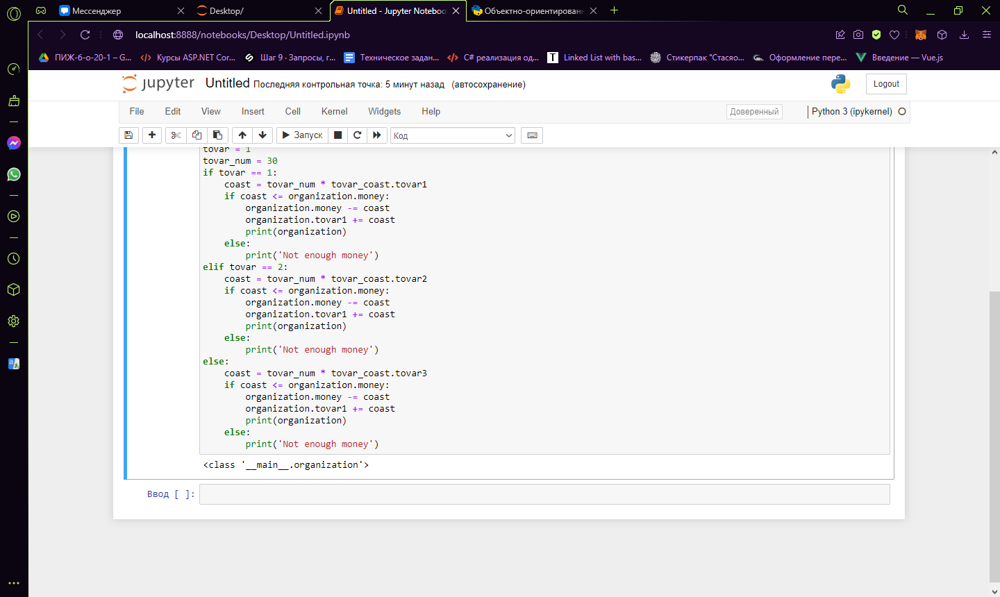 Мессенджер
Desktop/
Untitled - Jupyter Noteboo
Объектно-ориентирован
localhost:8888/notebooks/Desktop/Untitled.ipynb
ПИЖ-6-о-20-1 – G...
Курсы ASP.NET Cor...
Шаг 9 · Запросы, г...
Техническое задан...
C# реализация од...
Linked List with bas...
Стикерпак "Стасяо...
Оформление пере...
Введение — Vue.js
jupyter Untitled Последняя контрольная точка: 5 минут назад (автосохранение)
Logout
File Edit View Insert Cell Kernel Widgets Help
Доверенный
Python 3 (ipykernel)
Запуск
Код
tovar = 1
tovar_num = 30
if tovar == 1:
    coast = tovar_num * tovar_coast.tovar1
    if coast <= organization.money:
        organization.money -= coast
        organization.tovar1 += coast
        print(organization)
    else:
        print('Not enough money')
elif tovar == 2:
    coast = tovar_num * tovar_coast.tovar2
    if coast <= organization.money:
        organization.money -= coast
        organization.tovar1 += coast
        print(organization)
    else:
        print('Not enough money')
else:
    coast = tovar_num * tovar_coast.tovar3
    if coast <= organization.money:
        organization.money -= coast
        organization.tovar1 += coast
        print(organization)
    else:
        print('Not enough money')
<class '__main__.organization'>
Ввод [ ]: